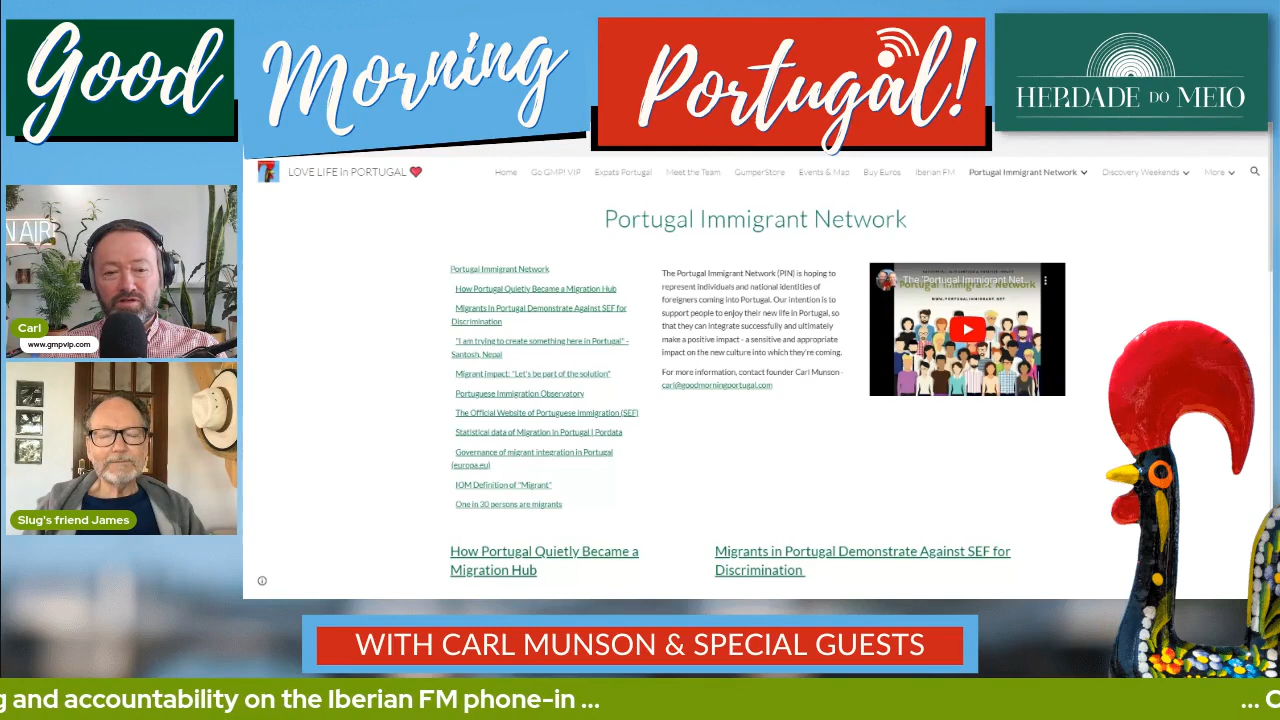 Good
Morning
Portugal!
HERDADE DO MEIO
LOVE LIFE In PORTUGAL ❤️
Home
Go GMP! VIP
Expata Portugal
Meet the Team
GumperStore
Events & Map
Buy Euros
Iberian FM
Portugal Immigrant Network
Discovery Weekends
More
Portugal Immigrant Network
N AIR
Carl
www.gmpvip.com
Slug's friend James
Portugal Immigrant Network
How Portugal Quietly Became a Migration Hub
Migrants in Portugal Demonstrate Against SEF for
Discrimination
"I am trying to create something here in Portugal" -
Santosh, Nepal
Migrant Impact: "Let's be part of the solution"
Portuguese Immigration Observatory
The Official Website of Portuguese Immigration (SEF)
Statistical data of Migration in Portugal | Pordata
Governance of migrant integration in Portugal
(europa.eu)
IOM Definition of "Migrant"
One in 30 persons are migrants
The Portugal Immigrant Network (PIN) is hoping to
represent individuals and national identities of
foreigners coming into Portugal. Our intention is to
support people to enjoy their new life in Portugal, so
that they can integrate successfully and ultimately
make a positive impact - a sensitive and appropriate
impact on the new culture into which they're coming.
For more information, contact founder Carl Munson -
carl@goodmorningportugal.com
The 'Portugal Immigrant Net...
Portugal Immigrant Network
WWW.PORTUGALIMMIGRANT.NET
How Portugal Quietly Became a
Migration Hub
Migrants in Portugal Demonstrate Against SEF for
Discrimination
WITH CARL MUNSON & SPECIAL GUESTS
g and accountability on the Iberian FM phone-in ...
... C